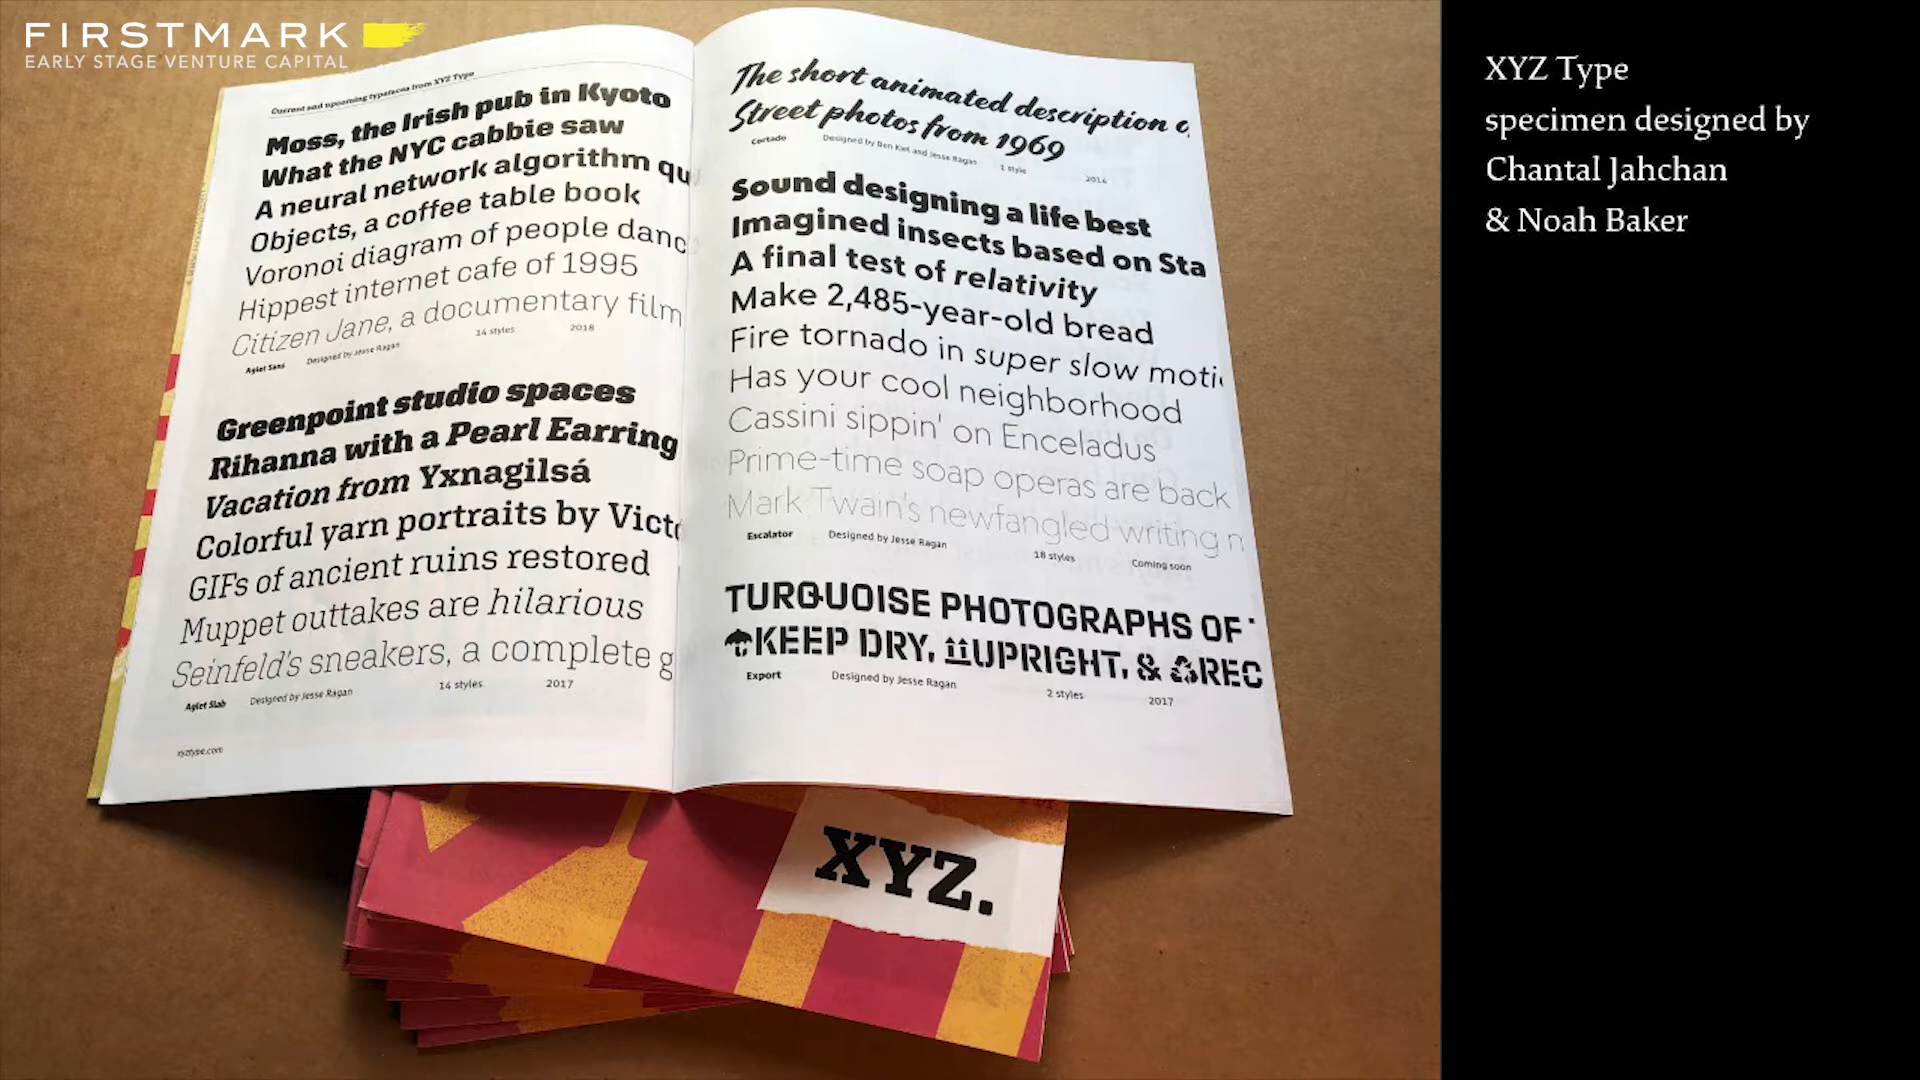 FIRSTMARK
EARLY STAGE VENTURE CAPITAL
Current and upcoming typefaces from XYZ Type
Moss, the Irish pub in Kyoto
What the NYC cabbie saw
A neural network algorithm qu
Objects, a coffee table book
Voronoi diagram of people danc
Hippest internet cafe of 1995
Citizen Jane, a documentary film
Aglet Sans Designed by Jesse Ragan 14 styles 2018
Greenpoint studio spaces
Rihanna with a Pearl Earring
Vacation from Yxnagilsá
Colorful yarn portraits by Victo
GIFs of ancient ruins restored
Muppet outtakes are hilarious
Seinfeld's sneakers, a complete g
Aglet Slab Designed by Jesse Ragan 14 styles 2017
xyztype.com
The short animated description o
Street photos from 1969
Cortado Designed by Ben Kiel and Jesse Ragan 1 style 2014
Sound designing a life best
Imagined insects based on Sta
A final test of relativity
Make 2,485-year-old bread
Fire tornado in super slow moti
Has your cool neighborhood
Cassini sippin' on Enceladus
Prime-time soap operas are back
Mark Twain's newfangled writing n
Escalator Designed by Jesse Ragan 18 styles Coming soon
TURQUOISE PHOTOGRAPHS OF
KEEP DRY, UPRIGHT, & REC
Export Designed by Jesse Ragan 2 styles 2017
XYZ.
XYZ Type
specimen designed by
Chantal Jahchan
& Noah Baker